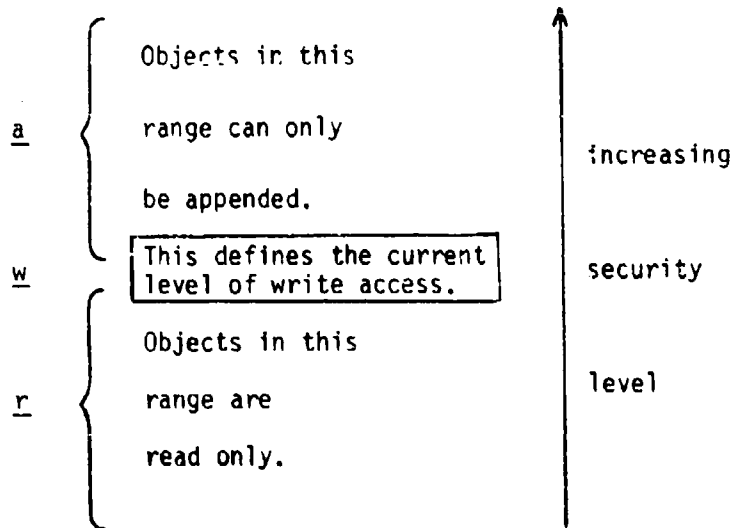 Objects in this
a
range can only
increasing
be appended.
This defines the current
w
security
level of write access.
Objects in this
level
r
range are
read only.